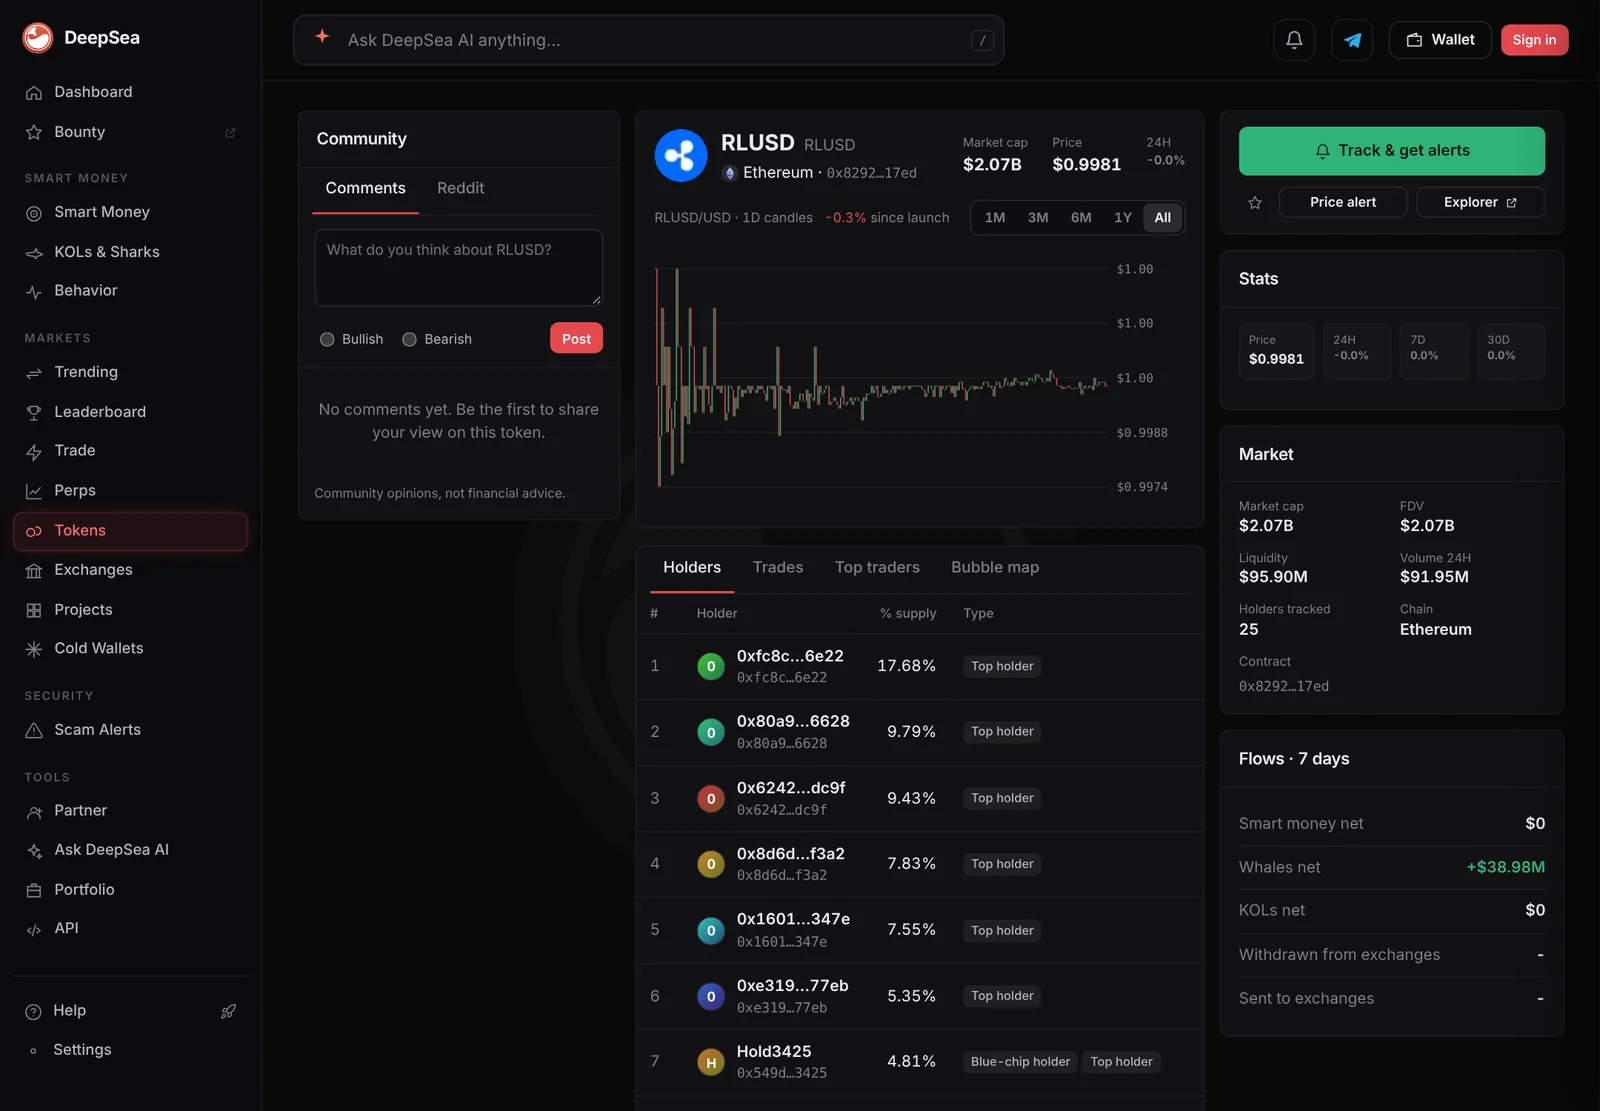 DeepSea
Ask DeepSea AI anything...
/
Wallet
Sign in
Dashboard
Bounty
SMART MONEY
Smart Money
KOLs & Sharks
Behavior
MARKETS
Trending
Leaderboard
Trade
Perps
Tokens
Exchanges
Projects
Cold Wallets
SECURITY
Scam Alerts
TOOLS
Partner
Ask DeepSea AI
Portfolio
API
Help
Settings
Community
Comments Reddit
What do you think about RLUSD?
Bullish Bearish Post
No comments yet. Be the first to share
your view on this token.
Community opinions, not financial advice.
RLUSD RLUSD
Ethereum · 0x8292…17ed
Market cap Price 24H
$2.07B $0.9981 -0.0%
RLUSD/USD · 1D candles -0.3% since launch
1M 3M 6M 1Y All
$1.00
$1.00
$1.00
$0.9988
$0.9974
Holders Trades Top traders Bubble map
# Holder % supply Type
1 0 0xfc8c...6e22 17.68% Top holder
0xfc8c…6e22
2 0 0x80a9...6628 9.79% Top holder
0x80a9…6628
3 0 0x6242...dc9f 9.43% Top holder
0x6242…dc9f
4 0 0x8d6d...f3a2 7.83% Top holder
0x8d6d…f3a2
5 0 0x1601...347e 7.55% Top holder
0x1601…347e
6 0 0xe319...77eb 5.35% Top holder
0xe319…77eb
7 H Hold3425 4.81% Blue-chip holder Top holder
0x549d…3425
Track & get alerts
Price alert Explorer
Stats
Price 24H 7D 30D
$0.9981 -0.0% 0.0% 0.0%
Market
Market cap FDV
$2.07B $2.07B
Liquidity Volume 24H
$95.90M $91.95M
Holders tracked Chain
25 Ethereum
Contract
0x8292…17ed
Flows · 7 days
Smart money net $0
Whales net +$38.98M
KOLs net $0
Withdrawn from exchanges -
Sent to exchanges -